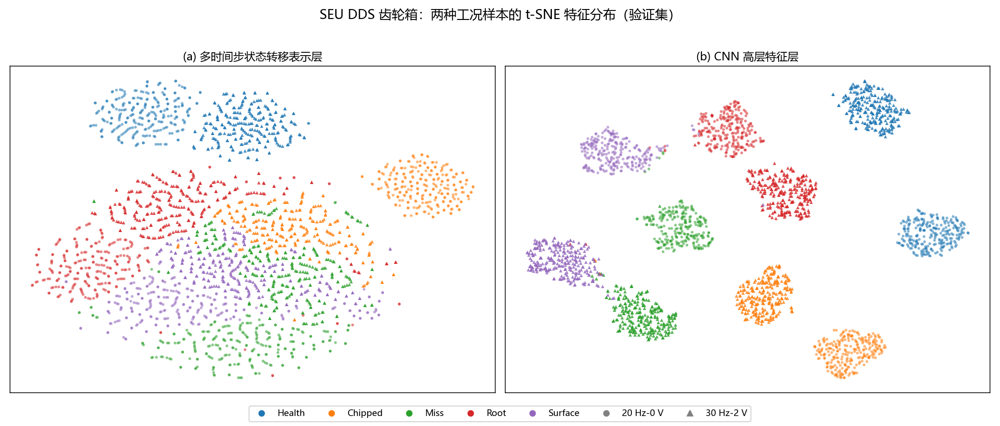 SEU DDS 齿轮箱：两种工况样本的 t-SNE 特征分布（验证集）
(a) 多时间步状态转移表示层
(b) CNN 高层特征层
Health Chipped Miss Root Surface 20 Hz-0 V 30 Hz-2 V